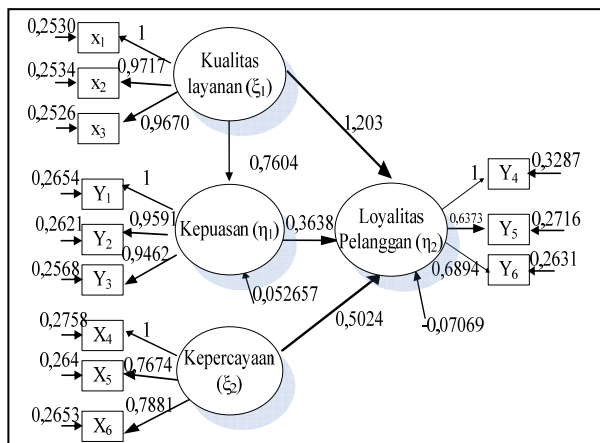 0,2530
x1
1
0,2534
x2
0,9717
0,2526
x3
0,9670
Kualitas
layanan (ξ1)
1,203
0,7604
0,2654
Y1
1
0,2621
Y2
0,9591
0,2568
Y3
0,9462
Kepuasan (η1)
0,3638
0,052657
Loyalitas
Pelanggan (η2)
1
Y4
0,3287
0,6373
Y5
0,2716
0,6894
Y6
0,2631
-0,07069
0,5024
0,2758
X4
1
0,264
X5
0,7674
0,2653
X6
0,7881
Kepercayaan
(ξ2)